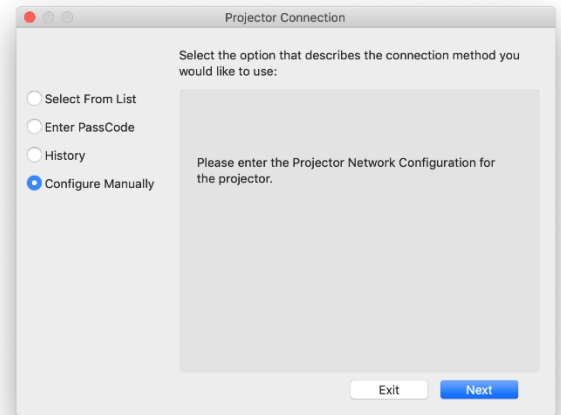 Projector Connection
Select the option that describes the connection method you
would like to use:
Select From List
Enter PassCode
History
Configure Manually
Please enter the Projector Network Configuration for
the projector.
Exit
Next